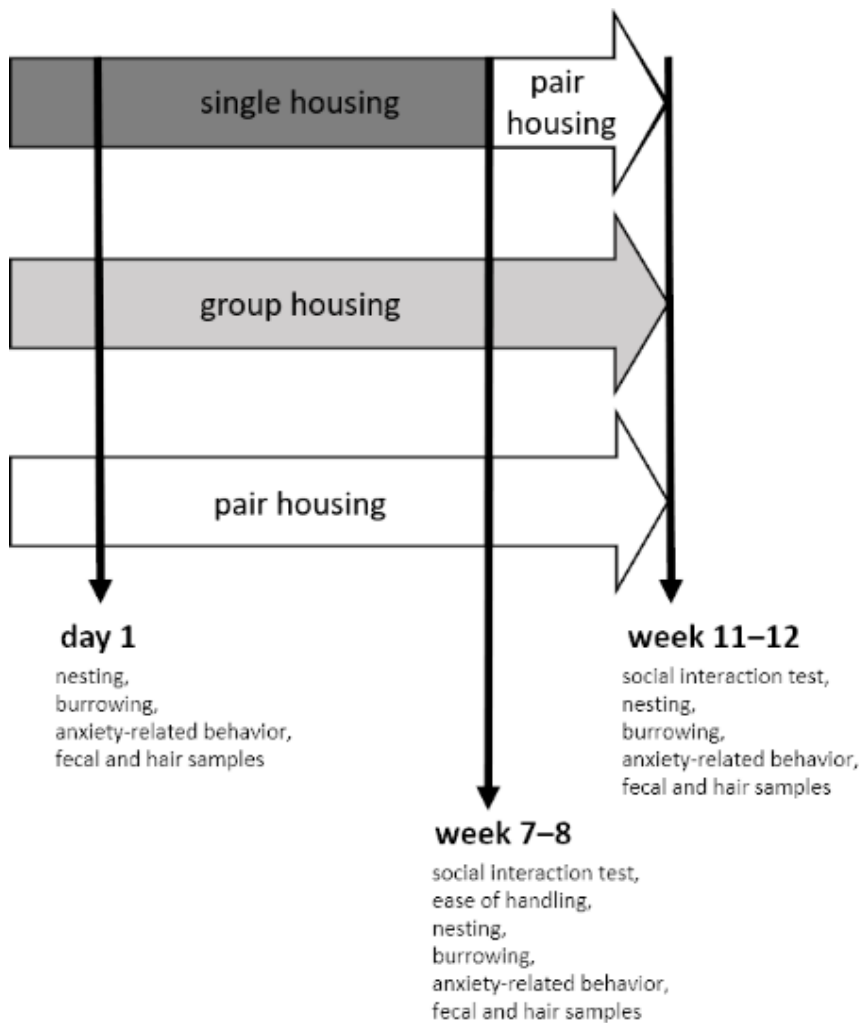 single housing
pair
housing
group housing
pair housing
day 1
nesting,
burrowing,
anxiety-related behavior,
fecal and hair samples
week 7–8
social interaction test,
ease of handling,
nesting,
burrowing,
anxiety-related behavior,
fecal and hair samples
week 11–12
social interaction test,
nesting,
burrowing,
anxiety-related behavior,
fecal and hair samples